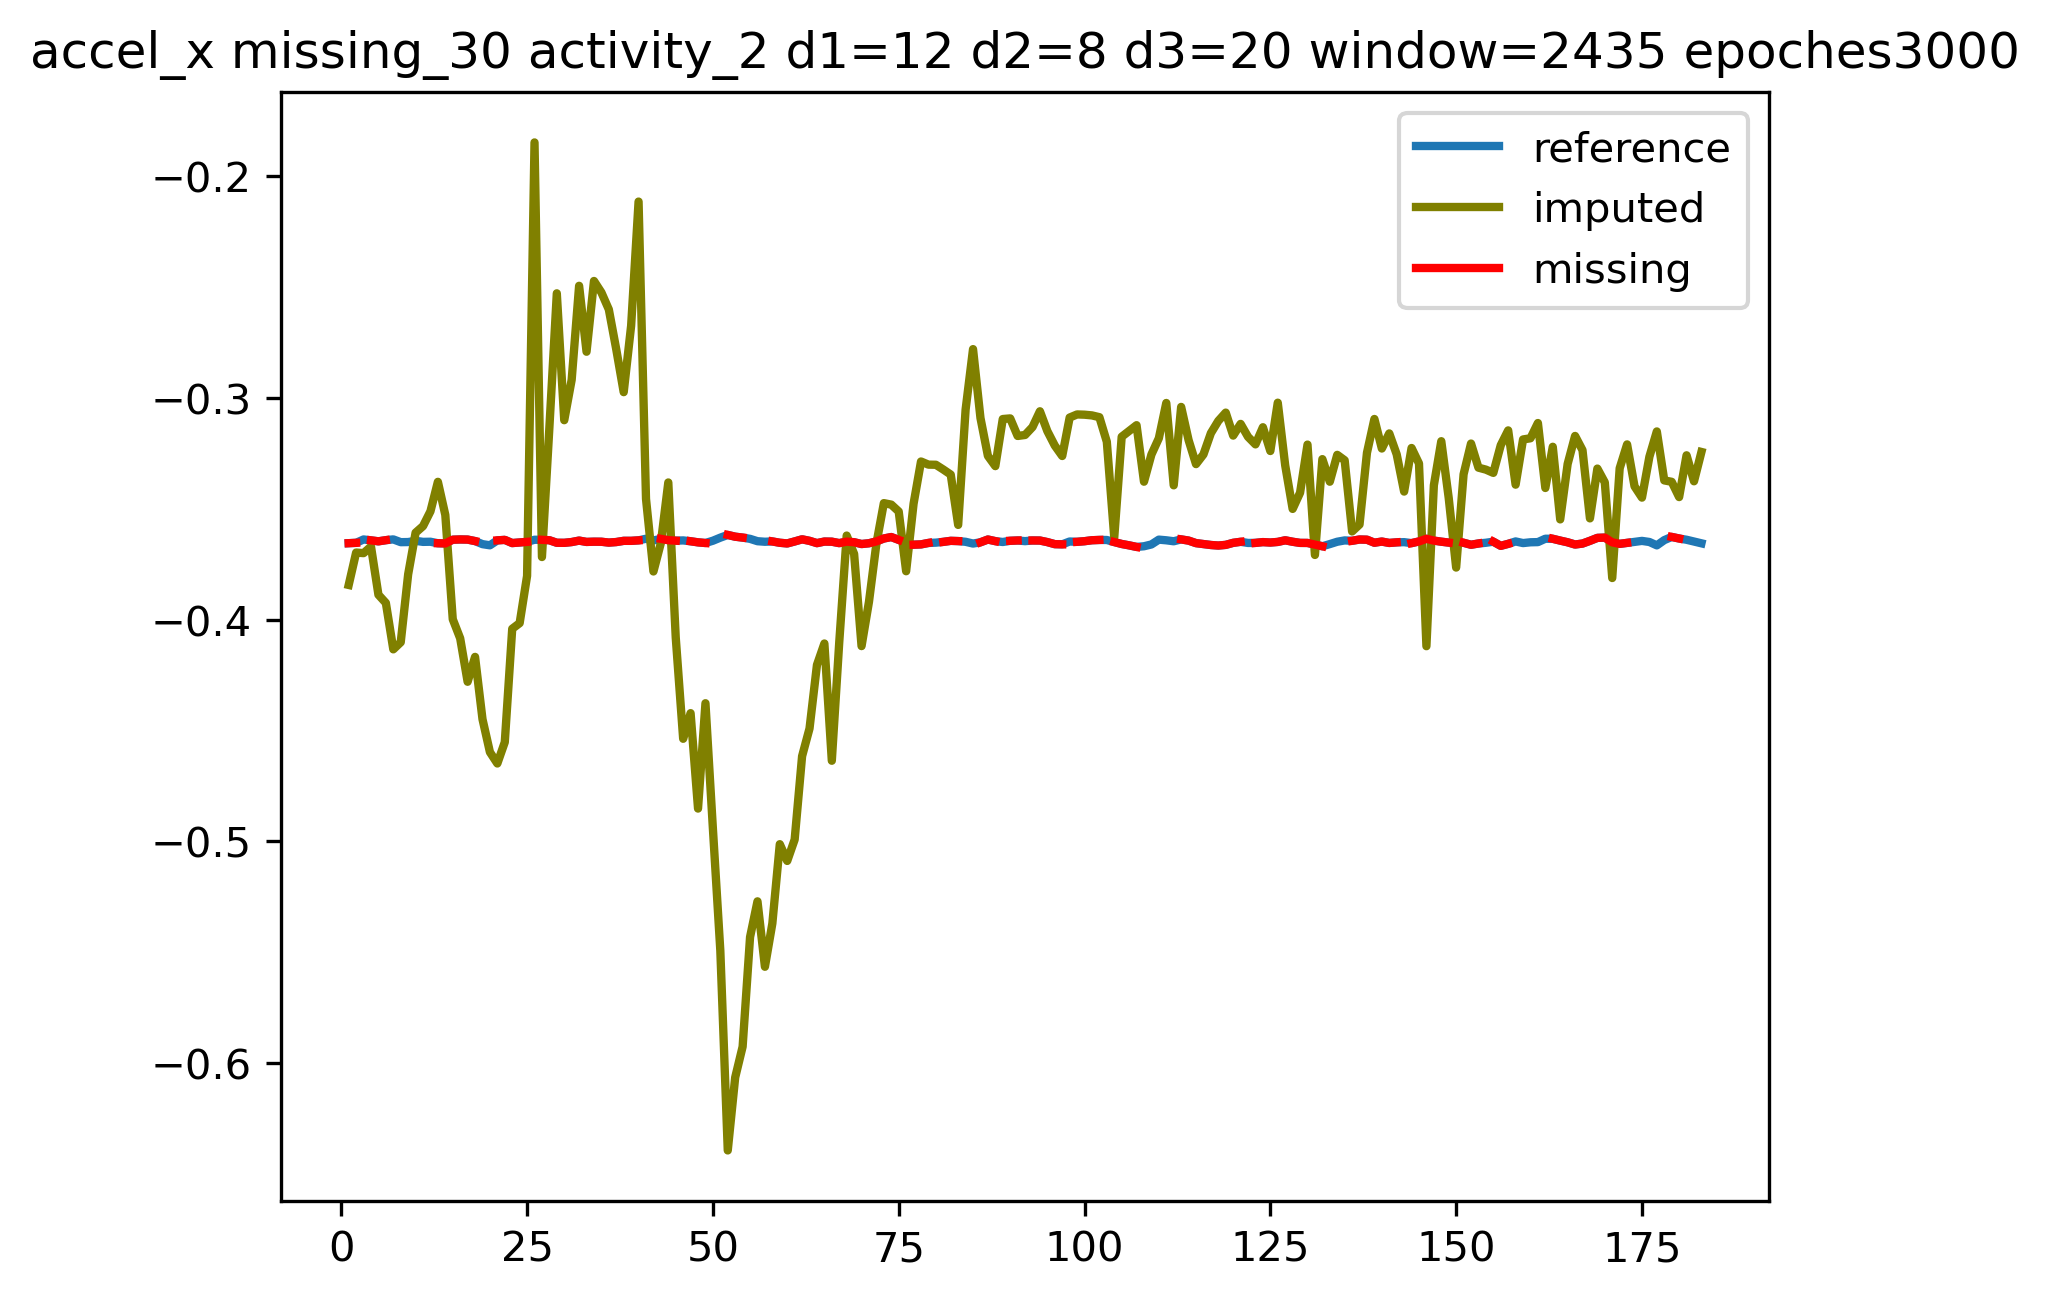 accel_x missing_30 activity_2 d1=12 d2=8 d3=20 window=2435 epoches3000
reference
imputed
missing
−0.2
−0.3
−0.4
−0.5
−0.6
0 25 50 75 100 125 150 175